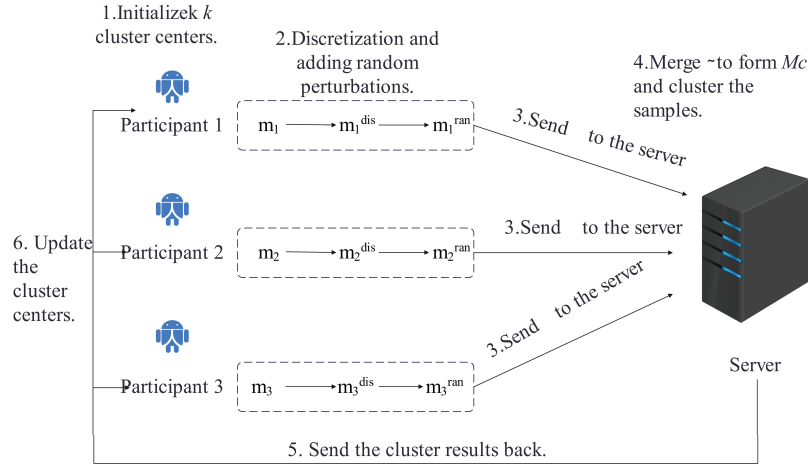 1.Initializek k
cluster centers.
2.Discretization and
adding random
perturbations.
4.Merge ~to form Mc
and cluster the
samples.
Participant 1
m1 m1dis m1ran
3.Send to the server
Participant 2
m2 m2dis m2ran
3.Send to the server
6. Update
the
cluster
centers.
Participant 3
m3 m3dis m3ran
3.Send to the server
Server
5. Send the cluster results back.